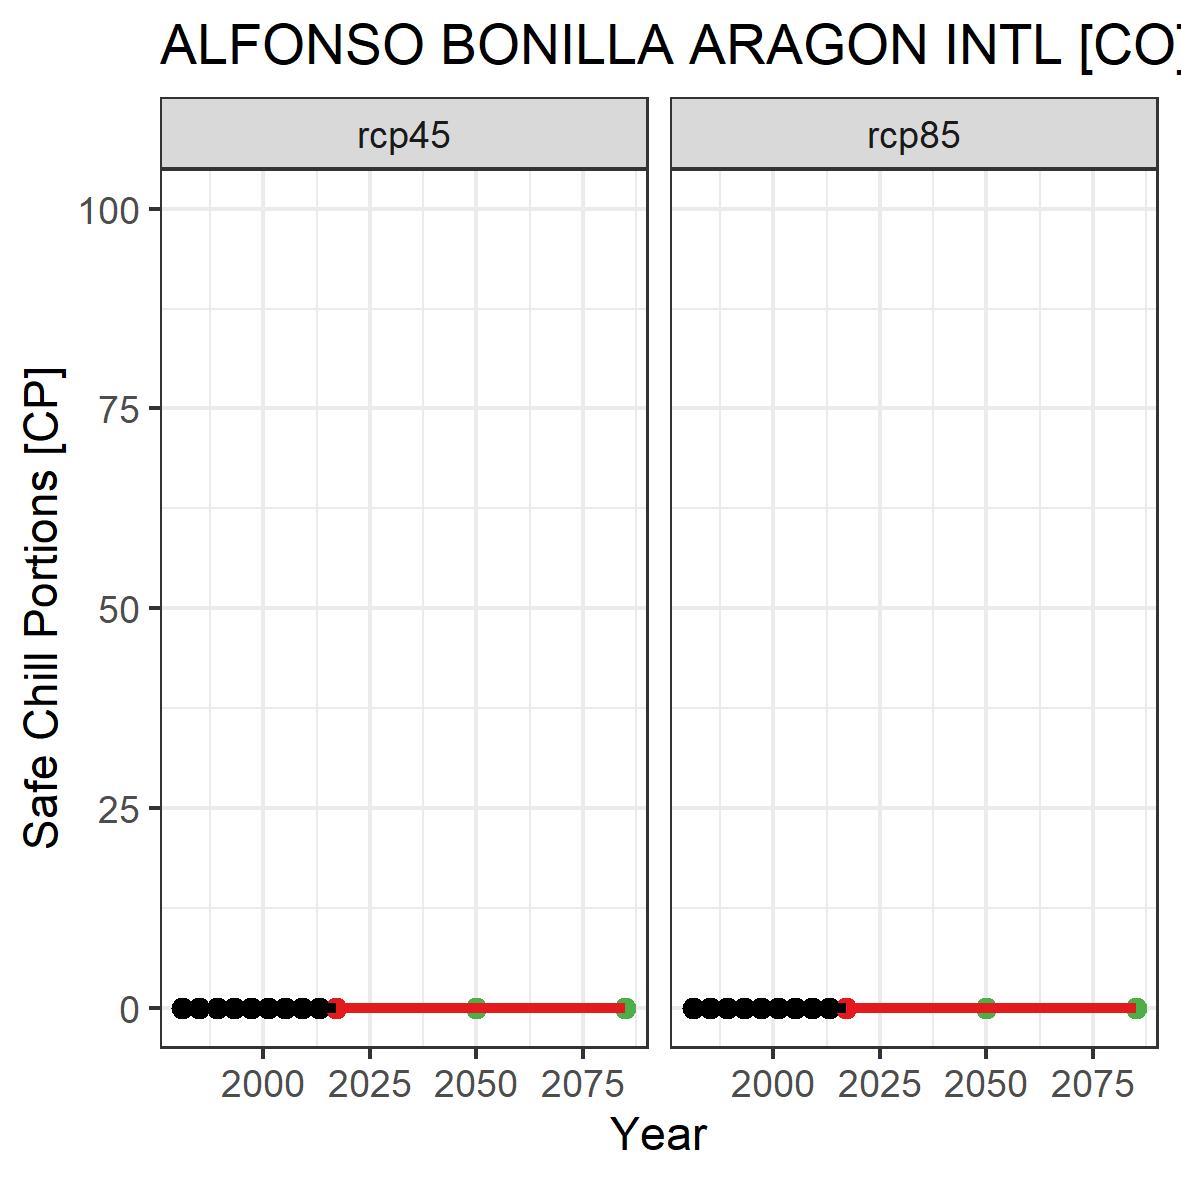 ALFONSO BONILLA ARAGON INTL [CO]
rcp45 rcp85
Safe Chill Portions [CP]
100
75
50
25
0
2000 2025 2050 2075 2000 2025 2050 2075
Year